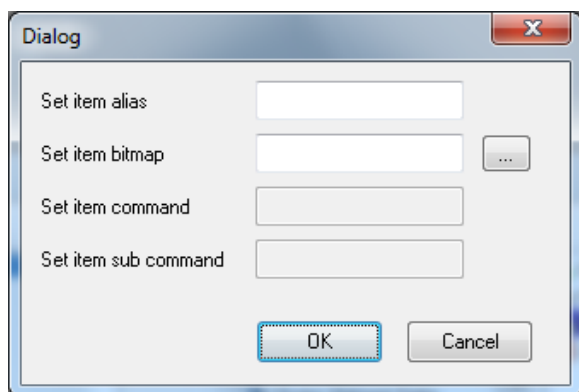 Dialog
Set item alias
Set item bitmap
...
Set item command
Set item sub command
OK
Cancel